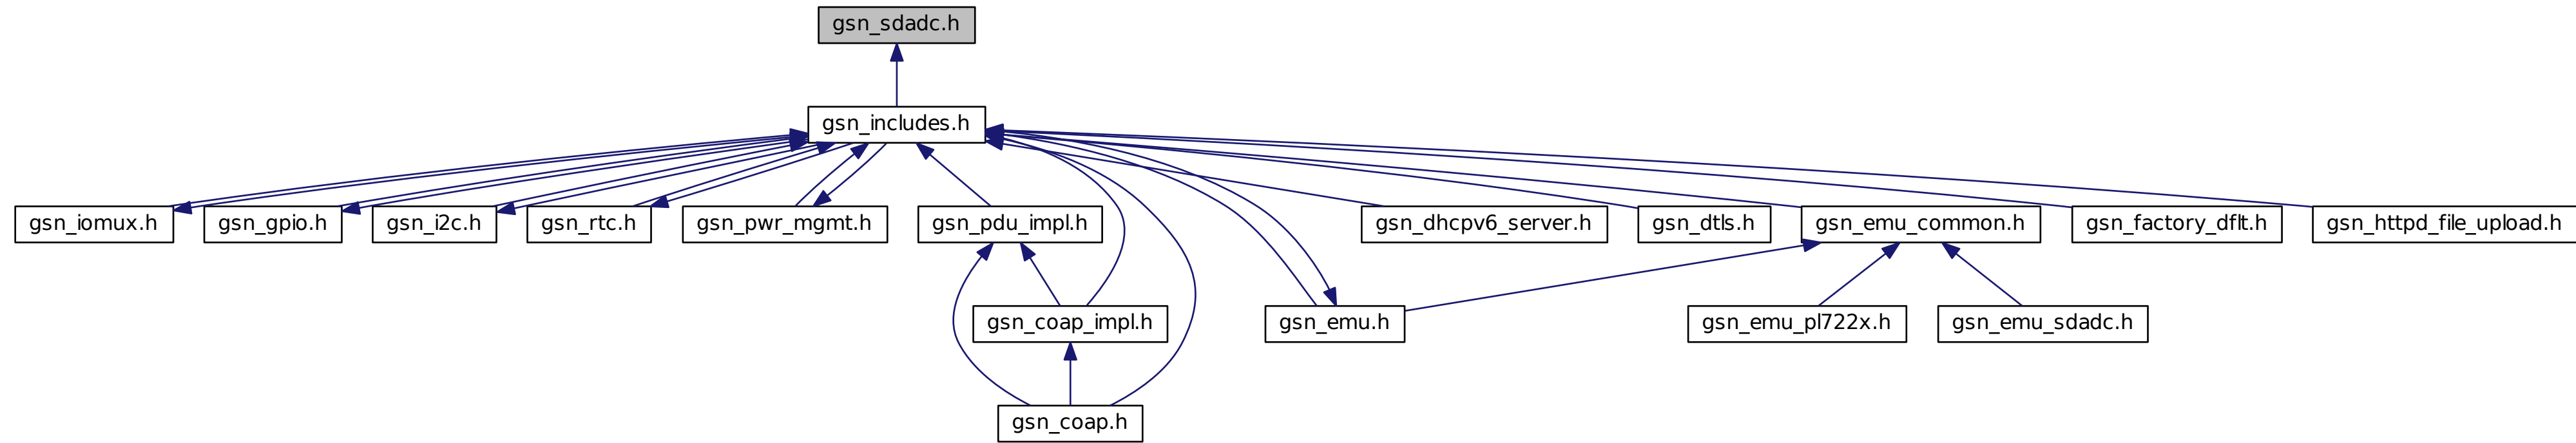 gsn_sdadc.h
gsn_includes.h
gsn_iomux.h
gsn_gpio.h
gsn_i2c.h
gsn_rtc.h
gsn_pwr_mgmt.h
gsn_pdu_impl.h
gsn_dhcpv6_server.h
gsn_dtls.h
gsn_emu_common.h
gsn_factory_dflt.h
gsn_httpd_file_upload.h
gsn_coap_impl.h
gsn_emu.h
gsn_emu_pl722x.h
gsn_emu_sdadc.h
gsn_coap.h